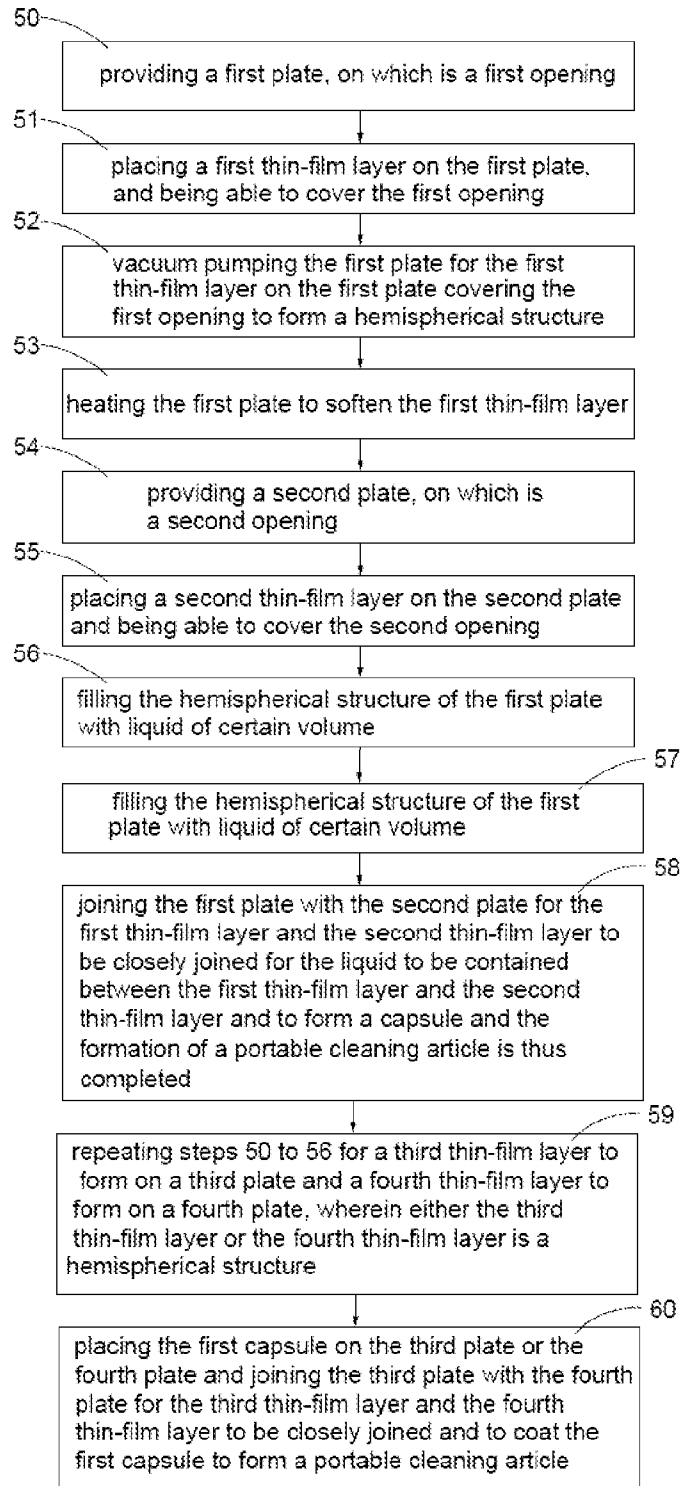 50
providing a first plate, on which is a first opening
51
placing a first thin-film layer on the first plate,
and being able to cover the first opening
52
vacuum pumping the first plate for the first
thin-film layer on the first plate covering the
first opening to form a hemispherical structure
53
heating the first plate to soften the first thin-film layer
54
providing a second plate, on which is
a second opening
55
placing a second thin-film layer on the second plate
and being able to cover the second opening
56
filling the hemispherical structure of the first plate
with liquid of certain volume
57
filling the hemispherical structure of the first
plate with liquid of certain volume
58
joining the first plate with the second plate for the
first thin-film layer and the second thin-film layer to
be closely joined for the liquid to be contained
between the first thin-film layer and the second
thin-film layer and to form a capsule and the
formation of a portable cleaning article is thus
completed
59
repeating steps 50 to 56 for a third thin-film layer to
form on a third plate and a fourth thin-film layer to
form on a fourth plate, wherein either the third
thin-film layer or the fourth thin-film layer is a
hemispherical structure
60
placing the first capsule on the third plate or the
fourth plate and joining the third plate with the fourth
plate for the third thin-film layer and the fourth
thin-film layer to be closely joined and to coat the
first capsule to form a portable cleaning article